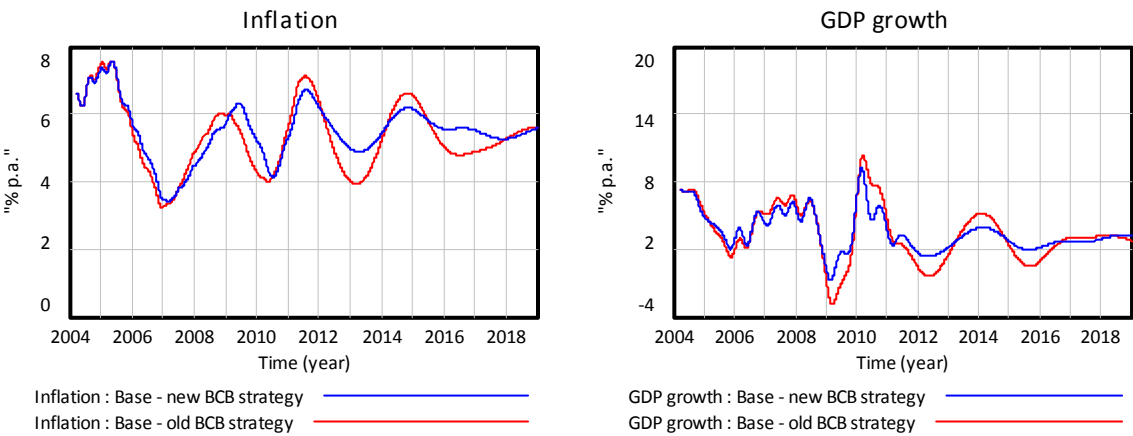 Inflation
8
6
4
2
0
"% p.a."
2004 2006 2008 2010 2012 2014 2016 2018
Time (year)
Inflation : Base - new BCB strategy
Inflation : Base - old BCB strategy
GDP growth
20
14
8
2
-4
"% p.a."
2004 2006 2008 2010 2012 2014 2016 2018
Time (year)
GDP growth : Base - new BCB strategy
GDP growth : Base - old BCB strategy